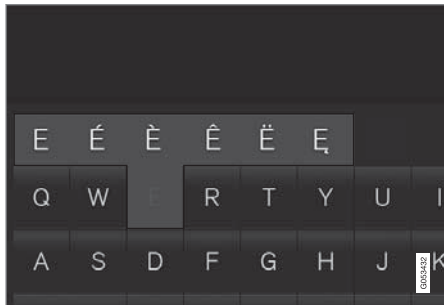 E É È Ê Ë Ę
Q W E R T Y U I
A S D F G H J K
G053432